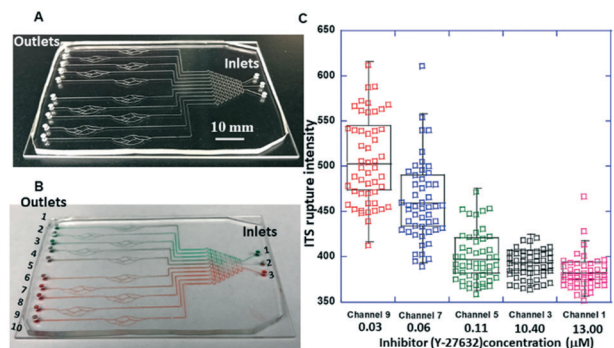 A
Outlets
Inlets
10 mm
B
Outlets
Inlets
1
2
3
4
5
6
7
8
9
10
1
2
3
C
650
600
550
500
450
400
350
ITS rupture intensity
Channel 9 Channel 7 Channel 5 Channel 3 Channel 1
0.03 0.06 0.11 10.40 13.00
Inhibitor (Y-27632)concentration (μM)